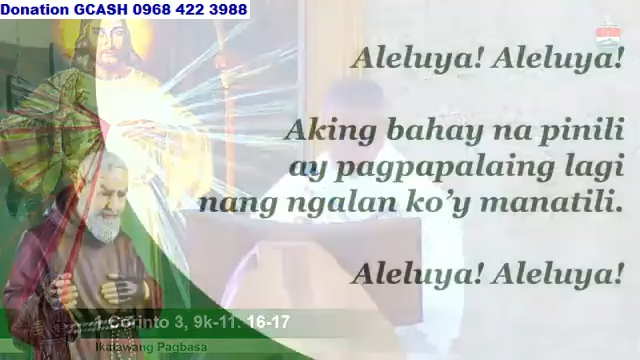 Donation GCASH 0968 422 3988
Aleluya! Aleluya!
Aking bahay na pinili
ay pagpapalaing lagi
nang ngalan ko’y manatili.
Aleluya! Aleluya!
1 Corinto 3, 9k-11. 16-17
Ikalawang Pagbasa